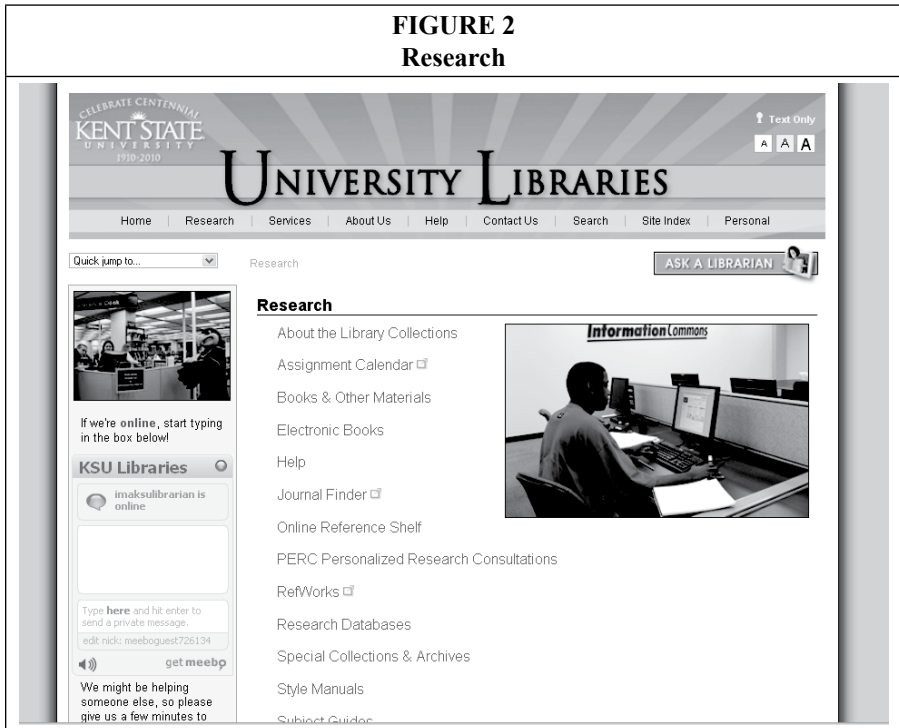 FIGURE 2
Research
CELEBRATE CENTENNIAL
KENT STATE
UNIVERSITY
1910-2010
Text Only
A A A
UNIVERSITY LIBRARIES
Home | Research | Services | About Us | Help | Contact Us | Search | Site Index | Personal
Quick jump to...
Research
ASK A LIBRARIAN
Research
About the Library Collections
Assignment Calendar
Books & Other Materials
Electronic Books
Help
Journal Finder
Online Reference Shelf
PERC Personalized Research Consultations
RefWorks
Research Databases
Special Collections & Archives
Style Manuals
Subject Guides
Information Commons
If we're online, start typing
in the box below!
KSU Libraries
imaksulibrarian is
online
Type here and hit enter to
send a private message.
edit nick: meeboguest726134
get meebo
We might be helping
someone else, so please
give us a few minutes to